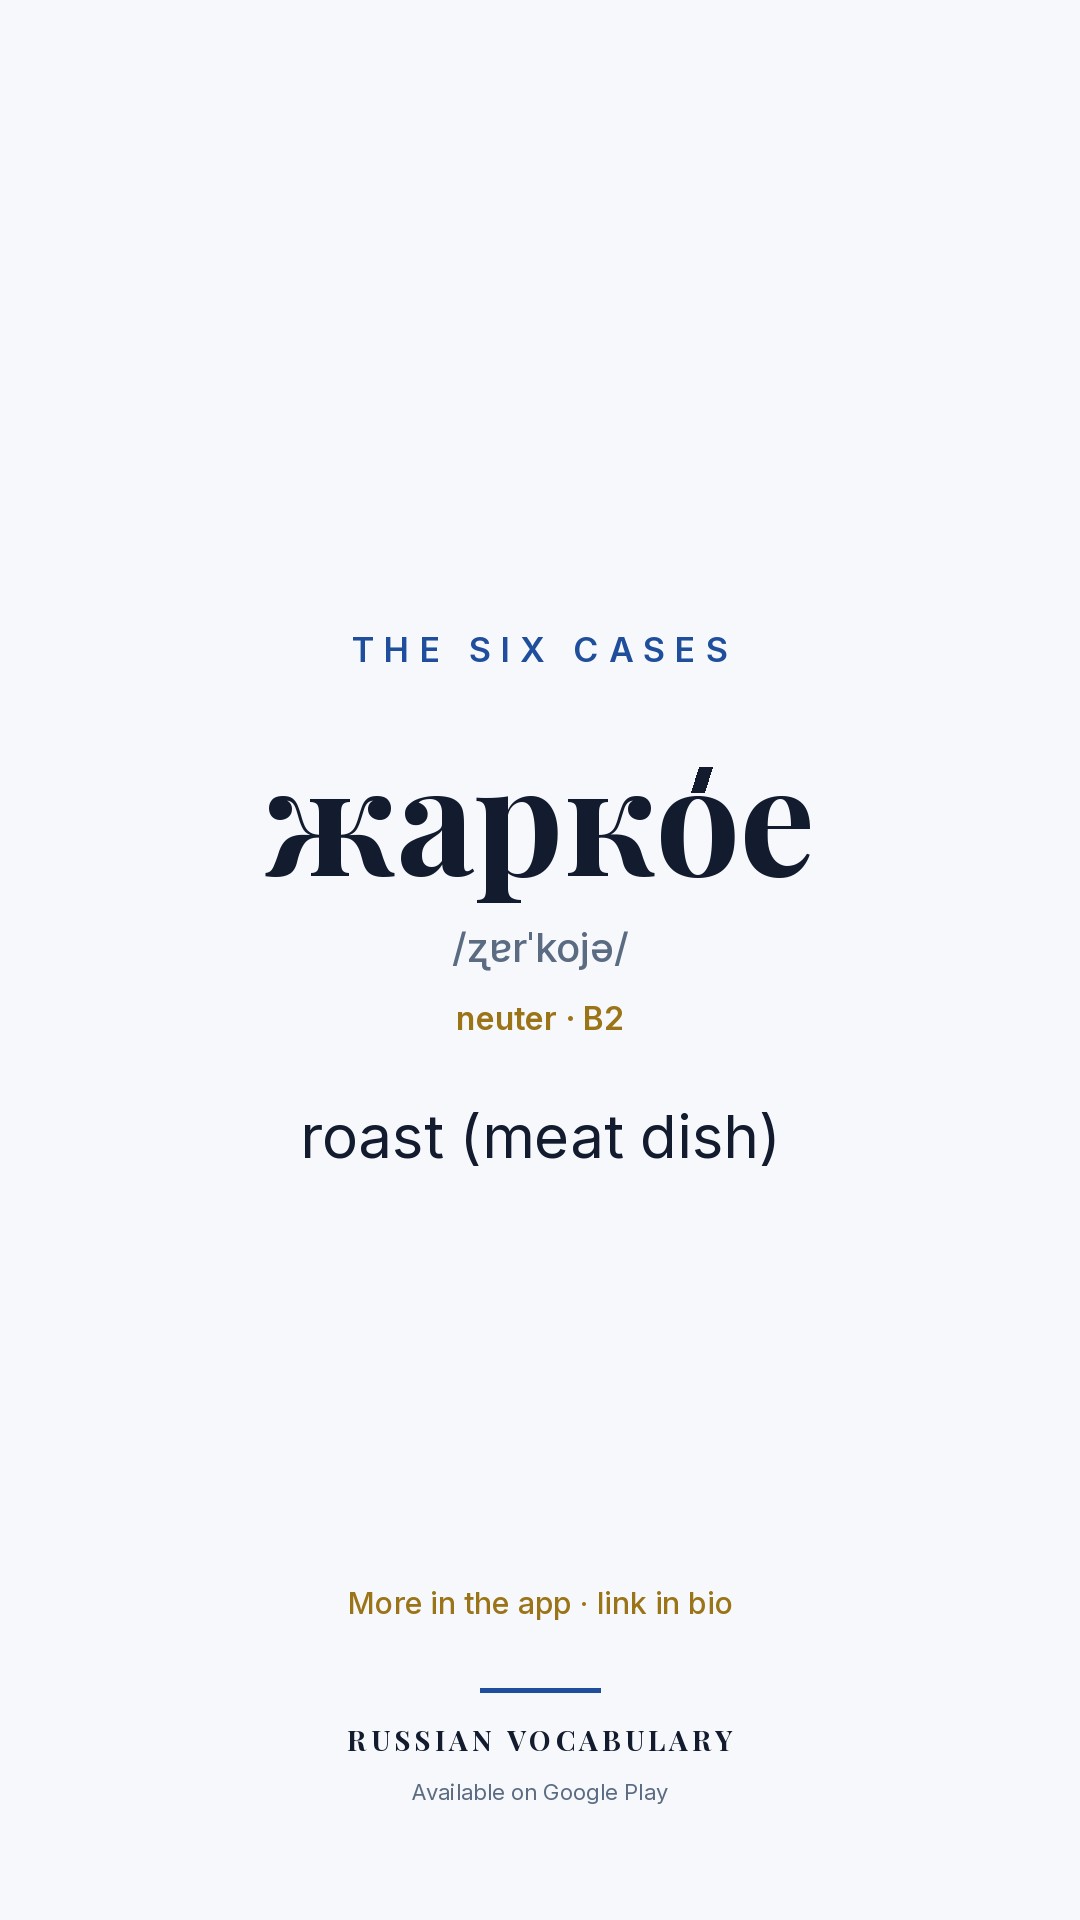 THE SIX CASES
жарко́е
/ʐɐrˈkojə/
neuter · B2
roast (meat dish)
More in the app · link in bio
RUSSIAN VOCABULARY
Available on Google Play